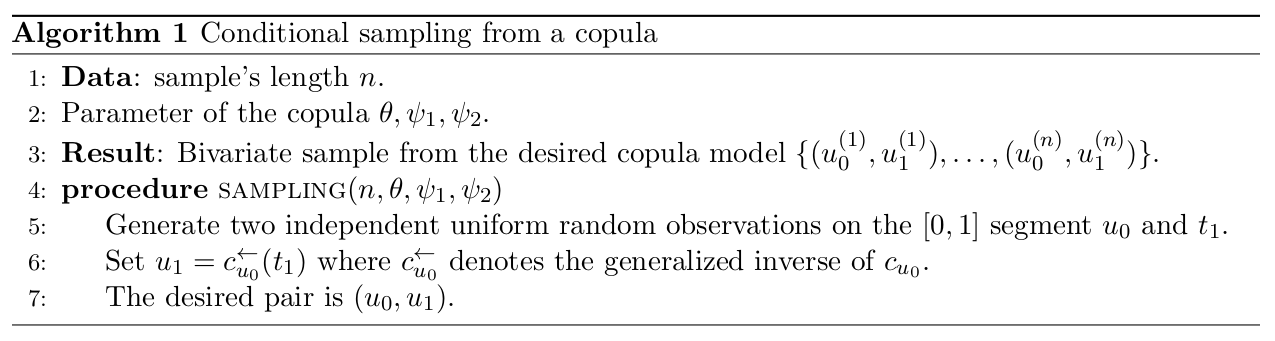 Algorithm 1 Conditional sampling from a copula
1: Data: sample's length $n$.
2: Parameter of the copula $\theta, \psi_1, \psi_2$.
3: Result: Bivariate sample from the desired copula model $\{(u_0^{(1)}, u_1^{(1)}), \ldots, (u_0^{(n)}, u_1^{(n)})\}$.
4: procedure SAMPLING($n, \theta, \psi_1, \psi_2$)
5: Generate two independent uniform random observations on the $[0, 1]$ segment $u_0$ and $t_1$.
6: Set $u_1 = c_{u_0}^{\leftarrow}(t_1)$ where $c_{u_0}^{\leftarrow}$ denotes the generalized inverse of $c_{u_0}$.
7: The desired pair is $(u_0, u_1)$.